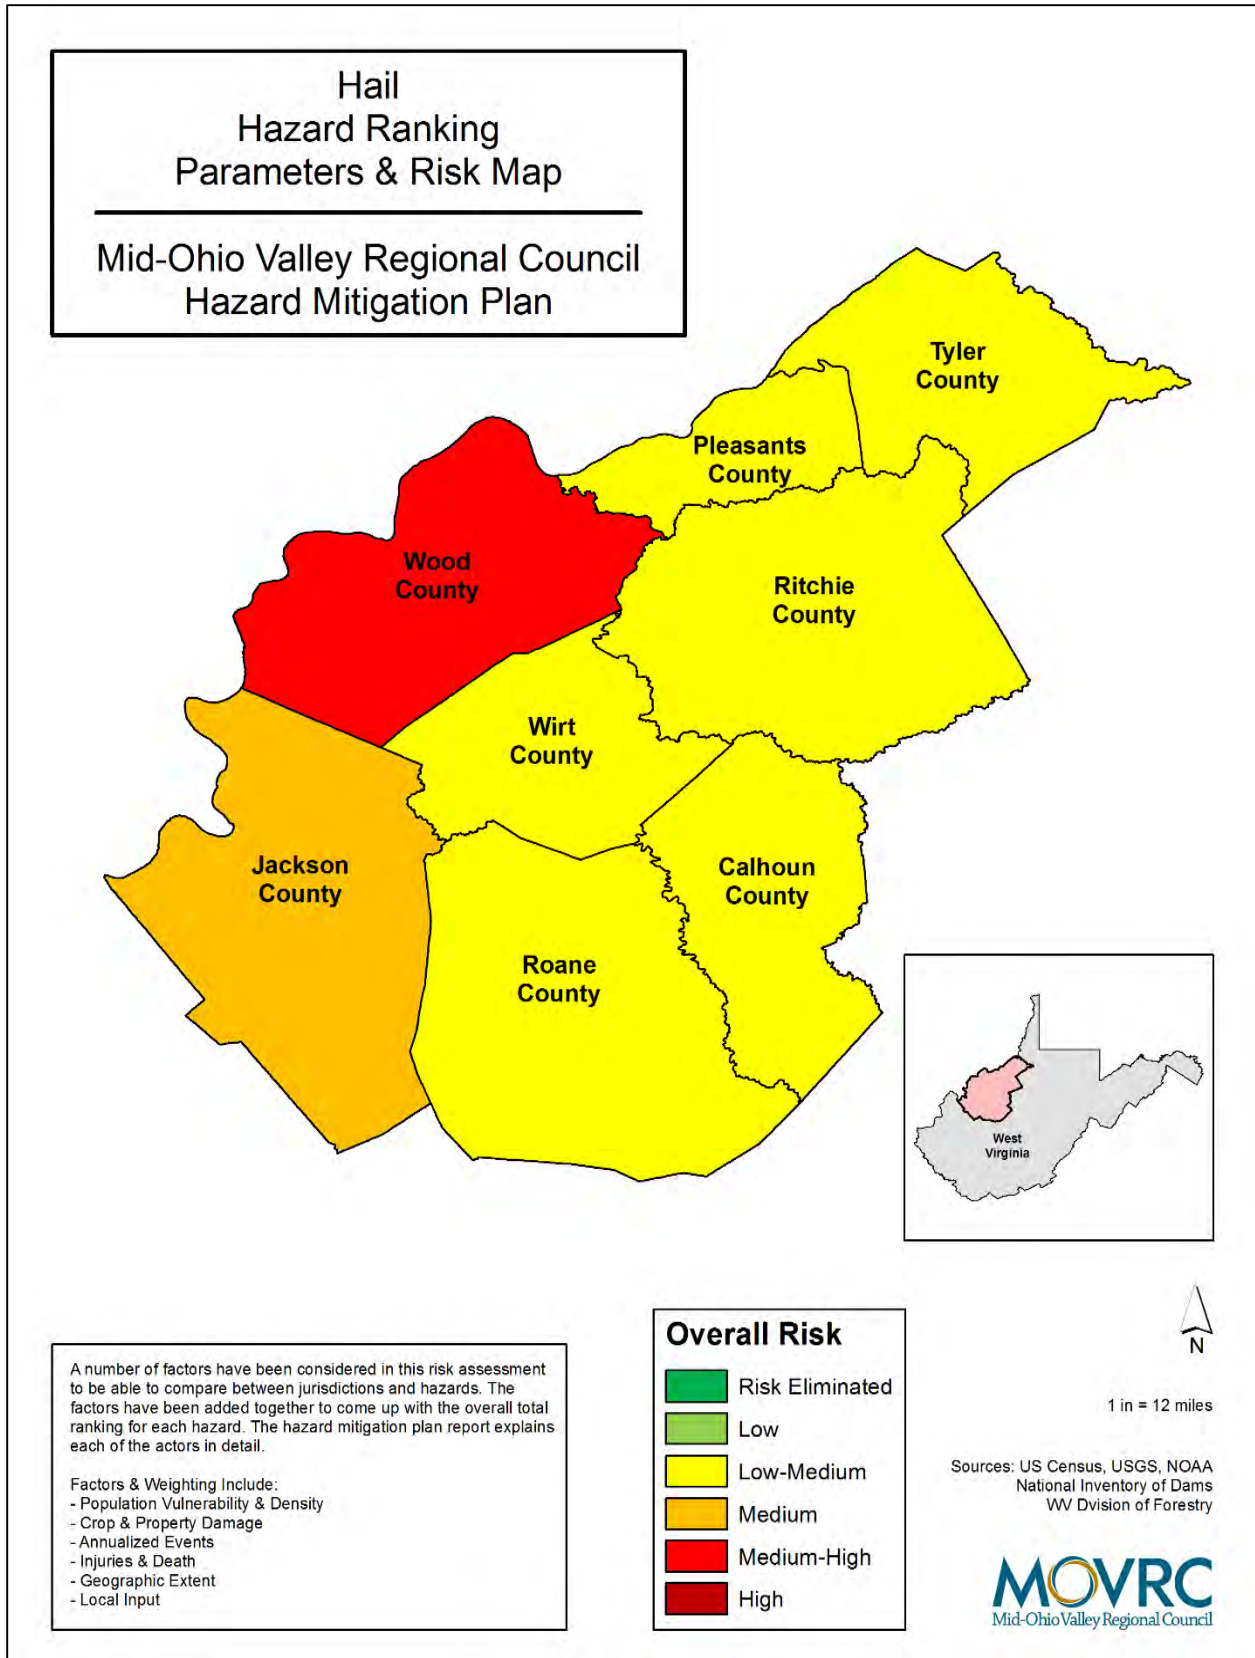 Hail
Hazard Ranking
Parameters & Risk Map
Mid-Ohio Valley Regional Council
Hazard Mitigation Plan
Tyler
County
Pleasants
County
Wood
County
Ritchie
County
Wirt
County
Jackson
County
Calhoun
County
Roane
County
West
Virginia
A number of factors have been considered in this risk assessment
to be able to compare between jurisdictions and hazards. The
factors have been added together to come up with the overall total
ranking for each hazard. The hazard mitigation plan report explains
each of the actors in detail.
Factors & Weighting Include:
- Population Vulnerability & Density
- Crop & Property Damage
- Annualized Events
- Injuries & Death
- Geographic Extent
- Local Input
Overall Risk
Risk Eliminated
Low
Low-Medium
Medium
Medium-High
High
N
1 in = 12 miles
Sources: US Census, USGS, NOAA
National Inventory of Dams
WV Division of Forestry
MOVRC
Mid-Ohio Valley Regional Council